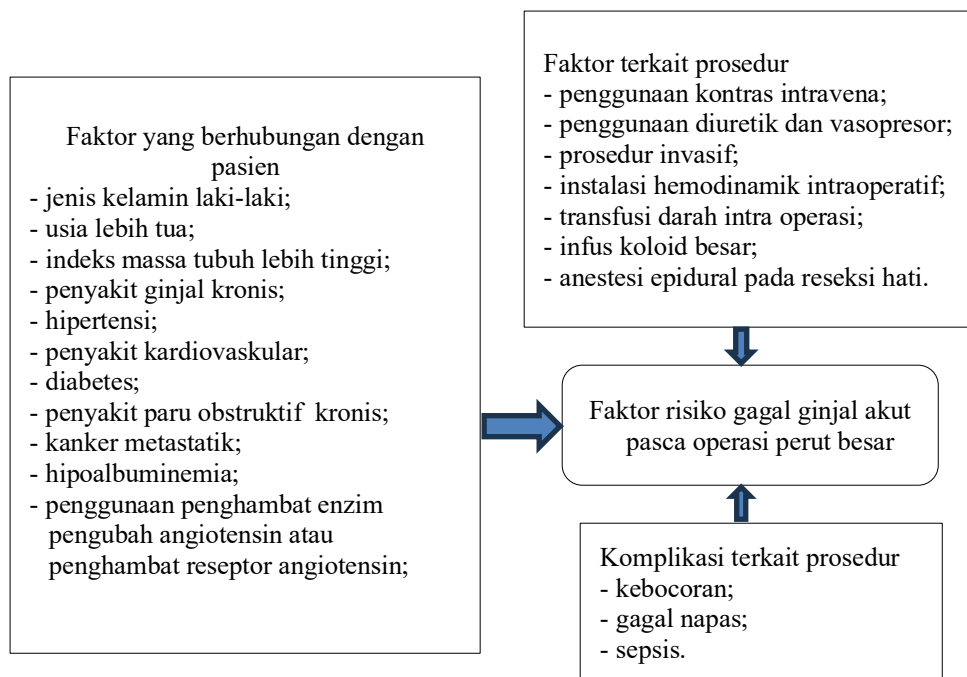 Faktor yang berhubungan dengan
pasien
- jenis kelamin laki-laki;
- usia lebih tua;
- indeks massa tubuh lebih tinggi;
- penyakit ginjal kronis;
- hipertensi;
- penyakit kardiovaskular;
- diabetes;
- penyakit paru obstruktif kronis;
- kanker metastatik;
- hipoalbuminemia;
- penggunaan penghambat enzim
pengubah angiotensin atau
penghambat reseptor angiotensin;
Faktor terkait prosedur
- penggunaan kontras intravena;
- penggunaan diuretik dan vasopresor;
- prosedur invasif;
- instalasi hemodinamik intraoperatif;
- transfusi darah intra operasi;
- infus koloid besar;
- anestesi epidural pada reseksi hati.
Faktor risiko gagal ginjal akut
pasca operasi perut besar
Komplikasi terkait prosedur
- kebocoran;
- gagal napas;
- sepsis.